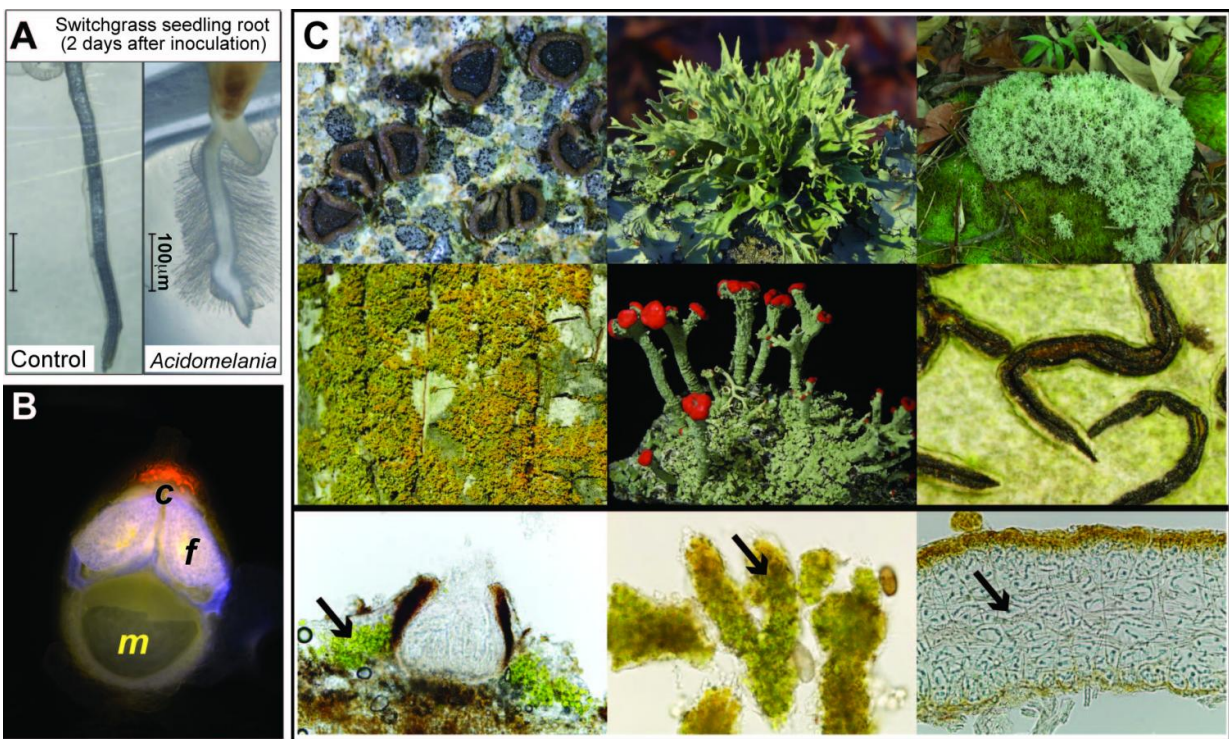 A
Switchgrass seedling root
(2 days after inoculation)
100μm
Control
Acidomelania
B
c
f
m
C